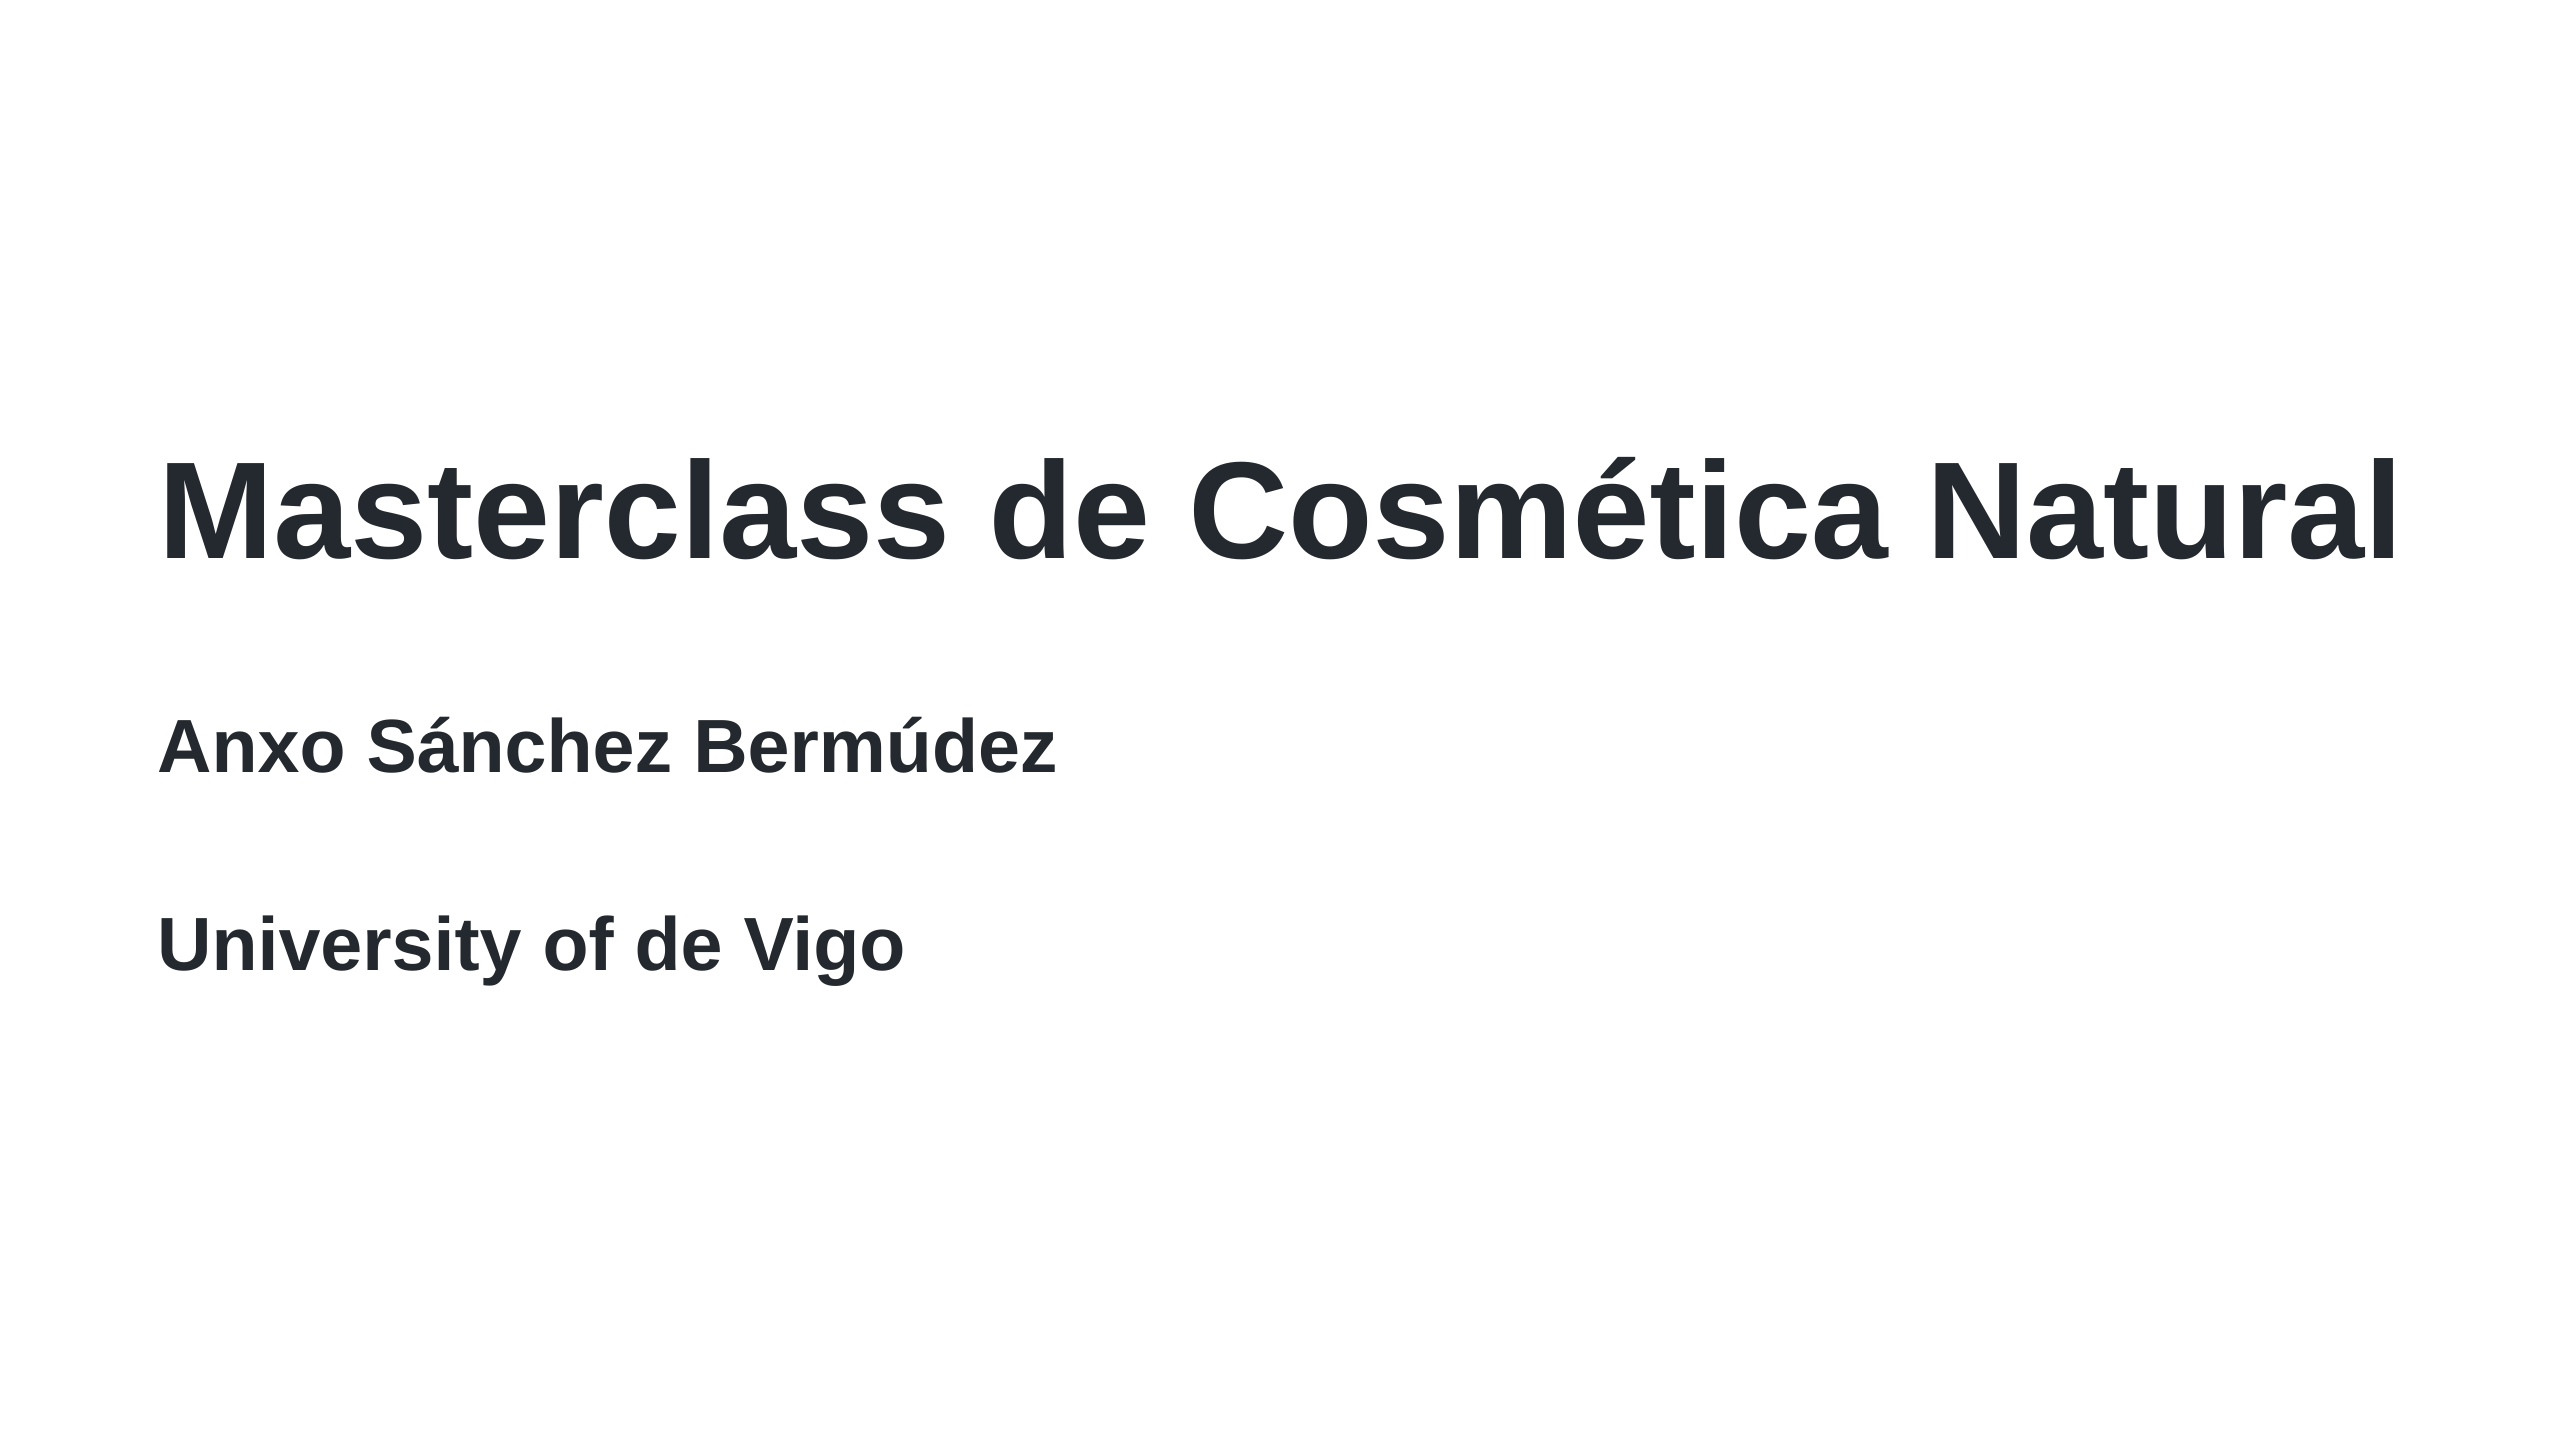 Masterclass de Cosmética Natural
Anxo Sánchez Bermúdez
University of de Vigo